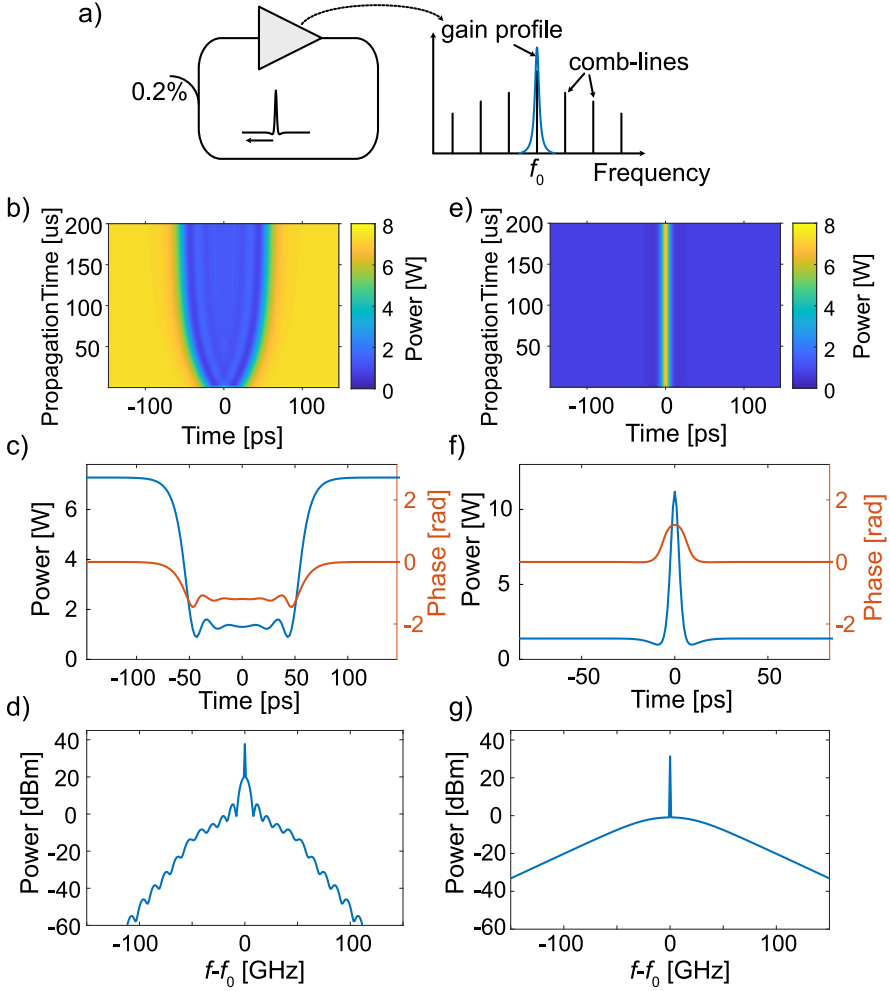 a)
gain profile
comb-lines
0.2%
f0
Frequency
b)
PropagationTime [us]
200
150
100
50
-100
0
100
Time [ps]
8
6
4
2
0
Power [W]
e)
PropagationTime [us]
200
150
100
50
-100
0
100
Time [ps]
8
6
4
2
0
Power [W]
c)
Power [W]
6
4
2
0
2
0
-2
Phase [rad]
-100
-50
0
50
100
Time [ps]
f)
Power [W]
10
5
0
2
0
-2
Phase [rad]
-50
0
50
Time [ps]
d)
Power [dBm]
40
20
0
-20
-40
-60
-100
0
100
f-f0 [GHz]
g)
Power [dBm]
40
20
0
-20
-40
-60
-100
0
100
f-f0 [GHz]